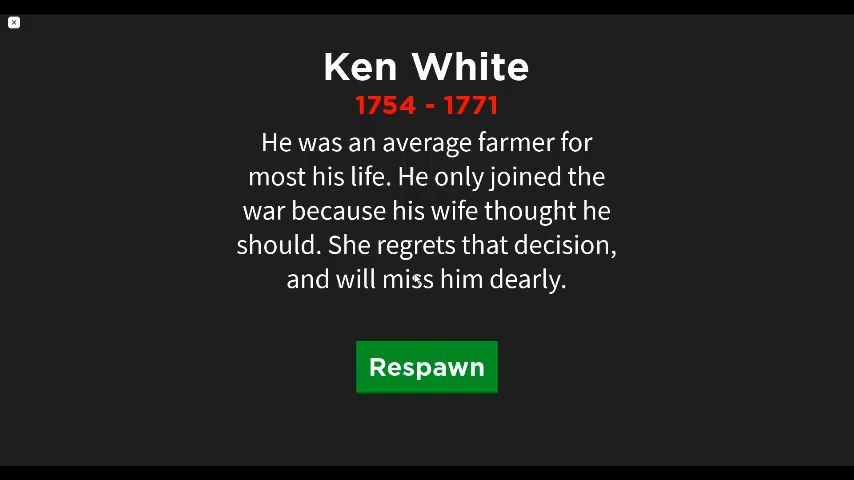 Ken White
1754 - 1771
He was an average farmer for
most his life. He only joined the
war because his wife thought he
should. She regrets that decision,
and will miss him dearly.
Respawn